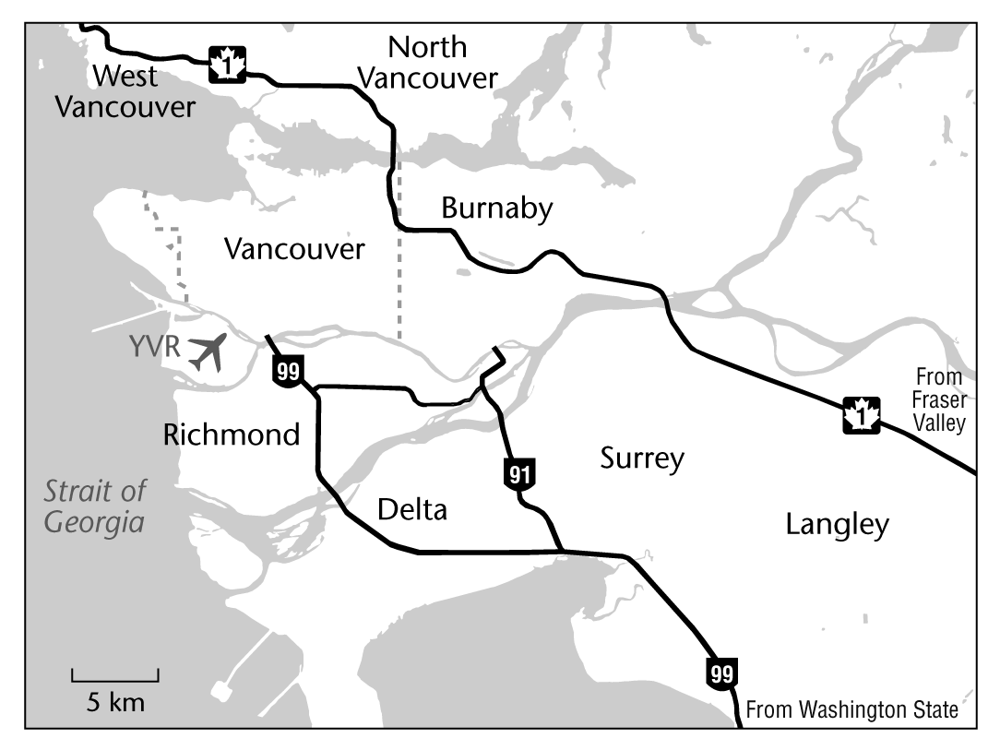 North
Vancouver
1
West
Vancouver
Burnaby
Vancouver
YVR
99
From
Fraser
Valley
1
Richmond
Surrey
91
Strait of
Georgia
Delta
Langley
99
5 km
From Washington State